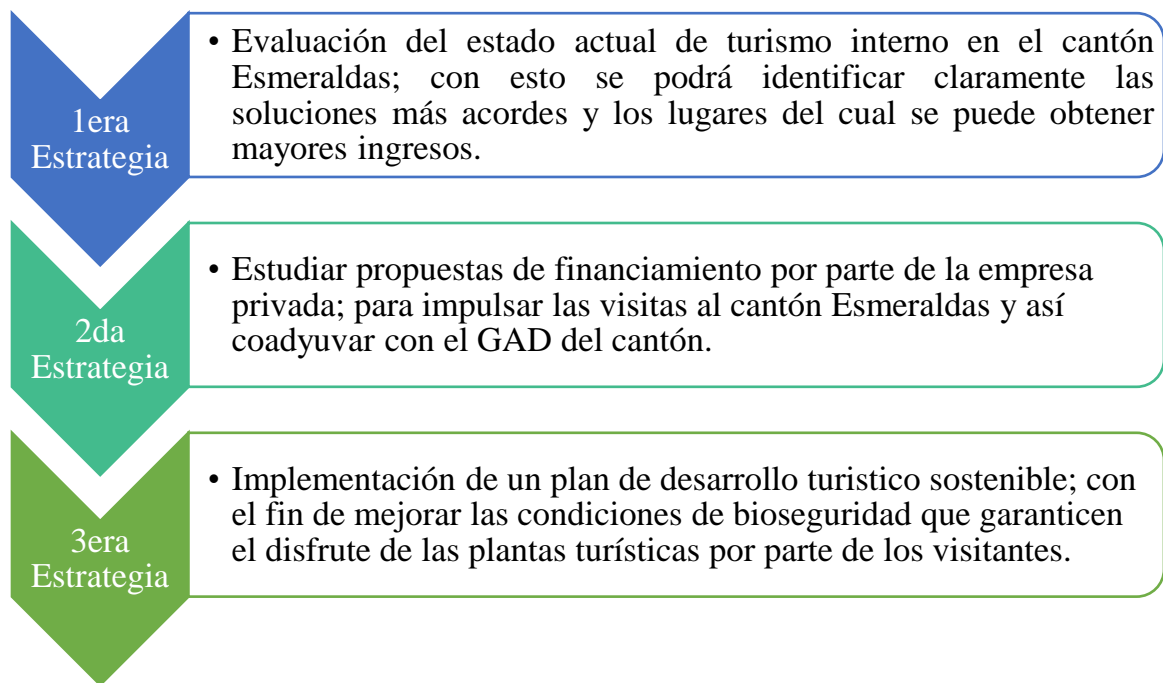 1era
Estrategia
• Evaluación del estado actual de turismo interno en el cantón
Esmeraldas; con esto se podrá identificar claramente las
soluciones más acordes y los lugares del cual se puede obtener
mayores ingresos.
2da
Estrategia
• Estudiar propuestas de financiamiento por parte de la empresa
privada; para impulsar las visitas al cantón Esmeraldas y así
coadyuvar con el GAD del cantón.
3era
Estrategia
• Implementación de un plan de desarrollo turistico sostenible; con
el fin de mejorar las condiciones de bioseguridad que garanticen
el disfrute de las plantas turísticas por parte de los visitantes.